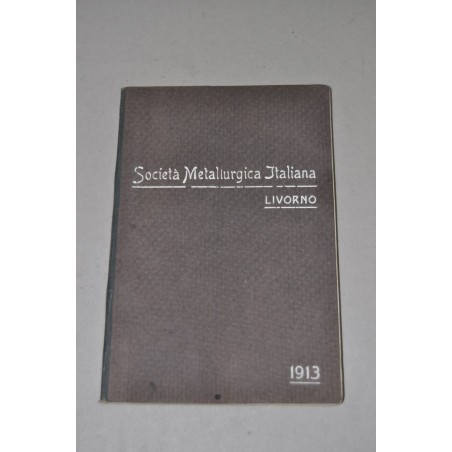 Società Metallurgica Italiana
LIVORNO
1913